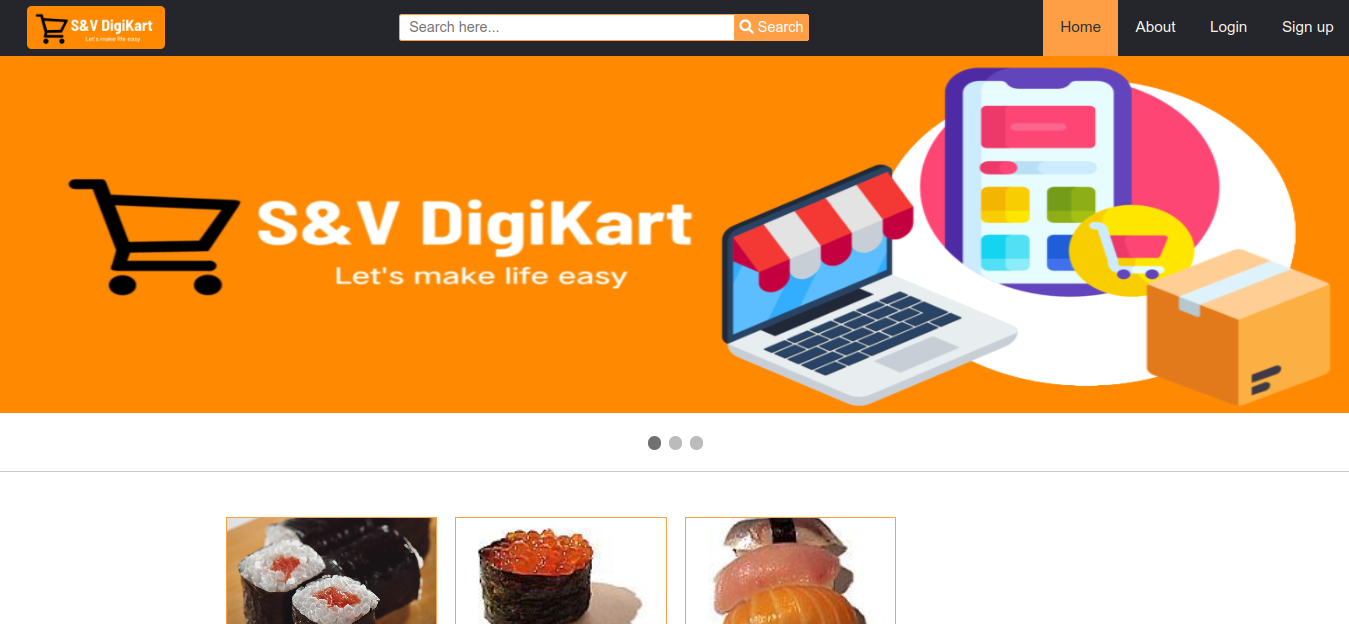 S&V DigiKart
Let's make life easy
Search here...
Search
Home
About
Login
Sign up
S&V DigiKart
Let's make life easy